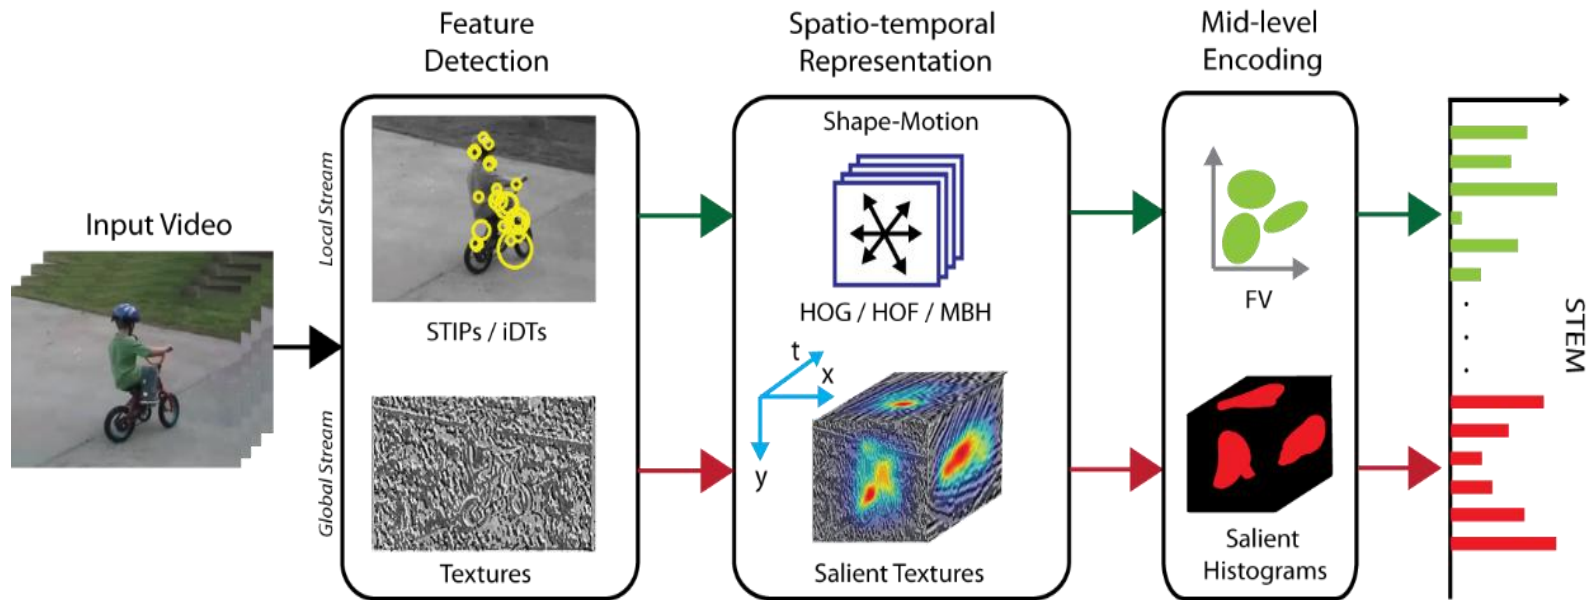 Feature
Detection
Spatio-temporal
Representation
Mid-level
Encoding
Input Video
Local Stream
STIPs / iDTs
Global Stream
Textures
Shape-Motion
HOG / HOF / MBH
t
x
y
Salient Textures
FV
Salient
Histograms
STEM